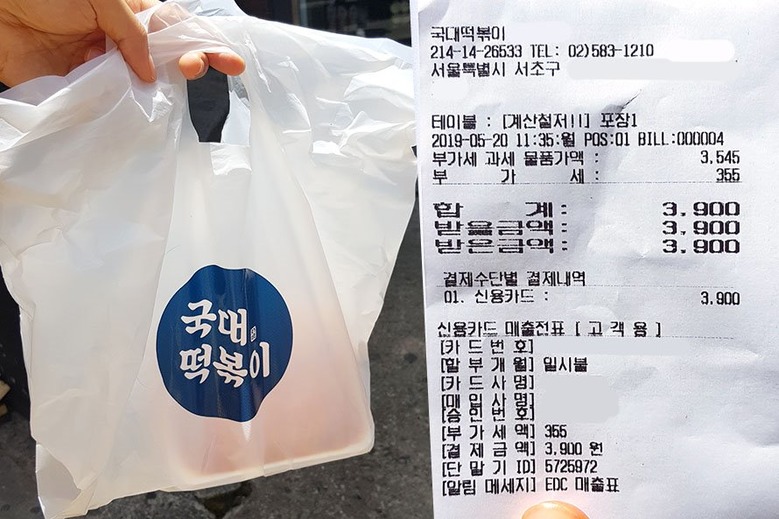 국대
떡볶이
국대떡볶이
214-14-26533 TEL: 02)583-1210
서울특별시 서초구
테이블 : [계산철저!!] 포장1
2019-05-20 11:35:월 POS:01 BILL:000004
부가세 과세 물품가액 : 3,545
부 가 세 : 355
합 계 : 3,900
받을금액 : 3,900
받은금액 : 3,900
결제수단별 결제내역
01. 신용카드 : 3,900
신용카드 매출전표 [ 고 객 용 ]
[카 드 번 호]
[할 부 개 월] 일시불
[카 드 사 명]
[매 입 사 명]
[승 인 번 호]
[부 가 세 액] 355
[결 제 금 액] 3,900 원
[단 말 기 ID] 5725972
[알림 메세지] EDC 매출표